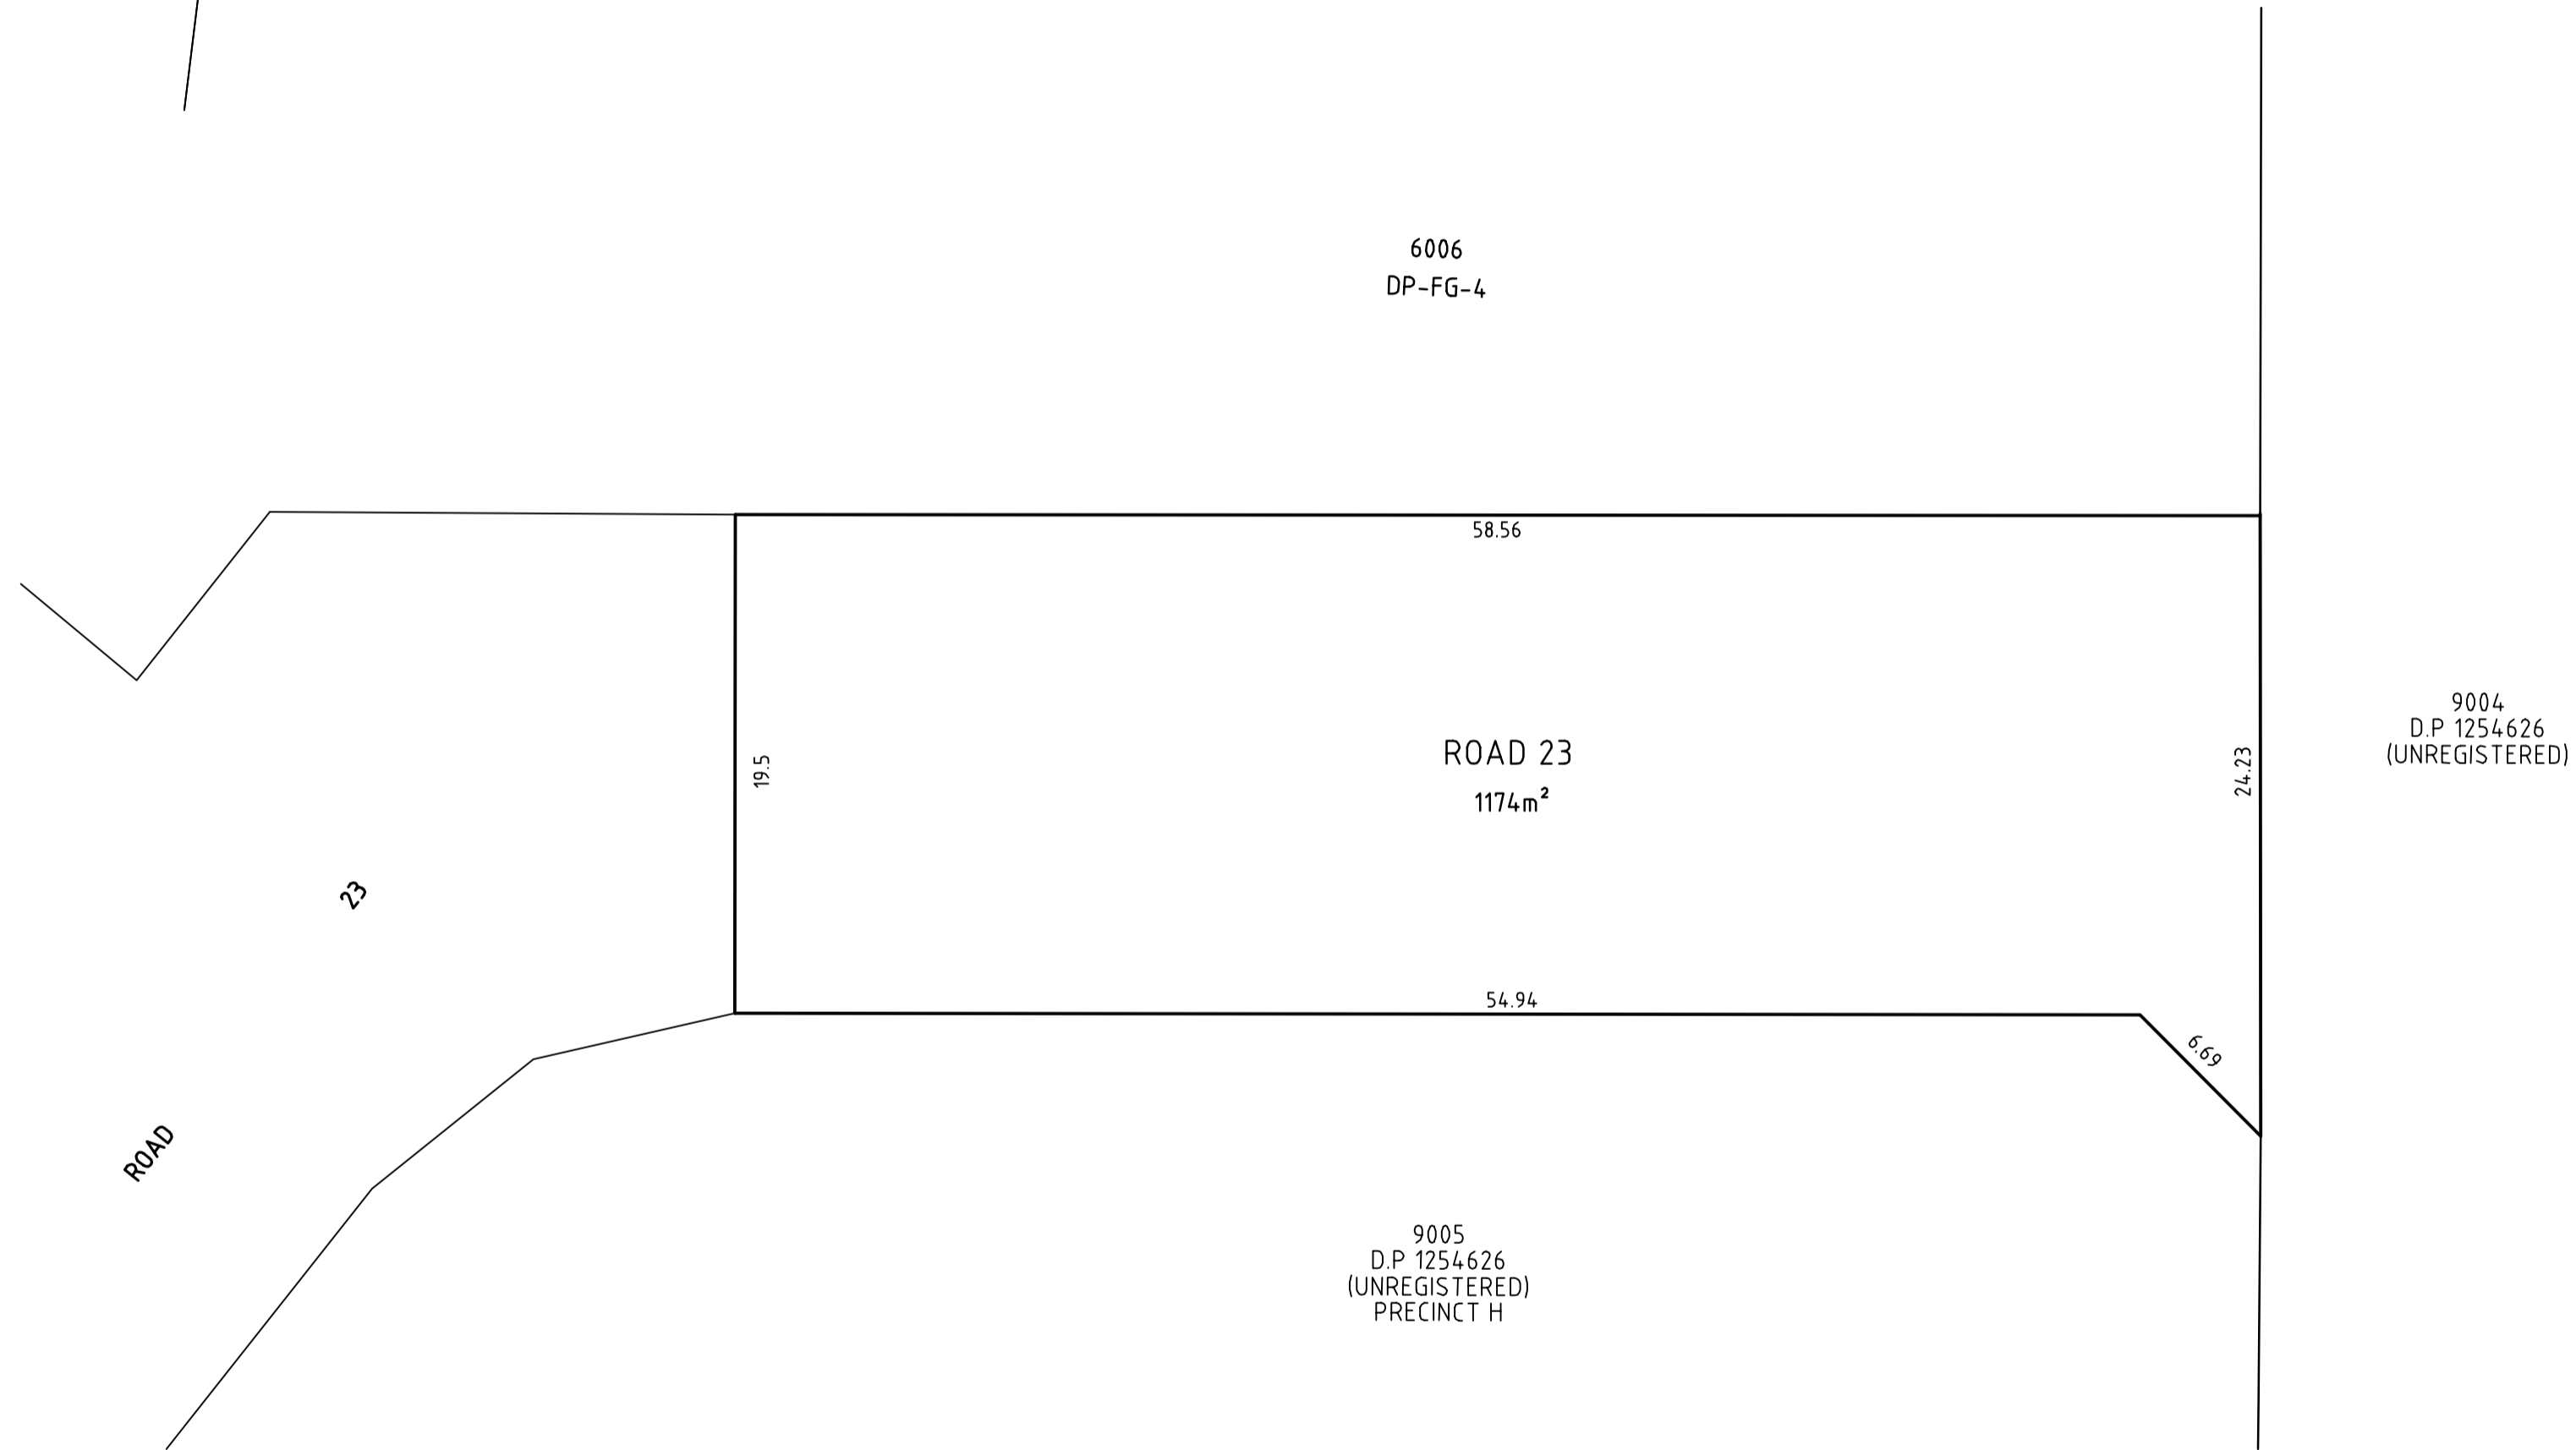 6006
DP-FG-4
58.56
19.5
ROAD 23
1174m²
24.23
9004
D.P 1254626
(UNREGISTERED)
23
ROAD
54.94
6.69
9005
D.P 1254626
(UNREGISTERED)
PRECINCT H